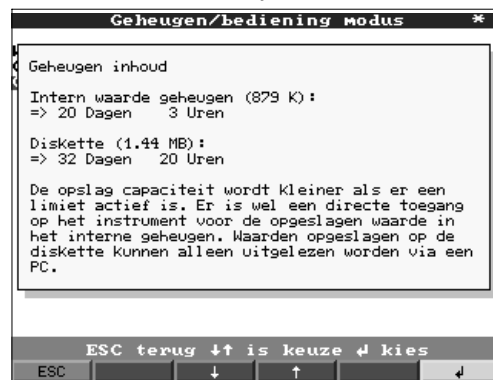 Geheugen/bediening modus *
Geheugen inhoud
Intern waarde geheugen (879 K):
=> 20 Dagen 3 Uren
Diskette (1.44 MB):
=> 32 Dagen 20 Uren
De opslag capaciteit wordt kleiner als er een
limiet actief is. Er is wel een directe toegang
op het instrument voor de opgeslagen waarde in
het interne geheugen. Waarden opgeslagen op de
diskette kunnen alleen uitgelezen worden via een
PC.
ESC terug ↓↑ is keuze ↲ kies
ESC ↓ ↑ ↲